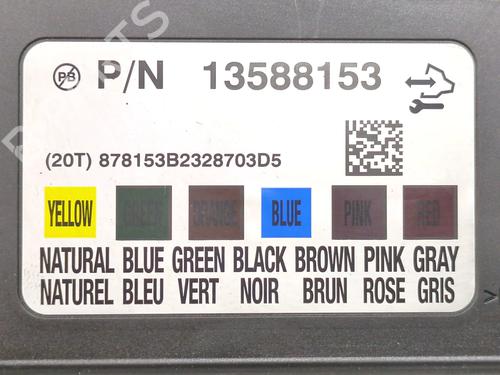 PB P/N 13588153
(20T) 878153B2328703D5
YELLOW GREEN ORANGE BLUE PINK RED
NATURAL BLUE GREEN BLACK BROWN PINK GRAY
NATUREL BLEU VERT NOIR BRUN ROSE GRIS